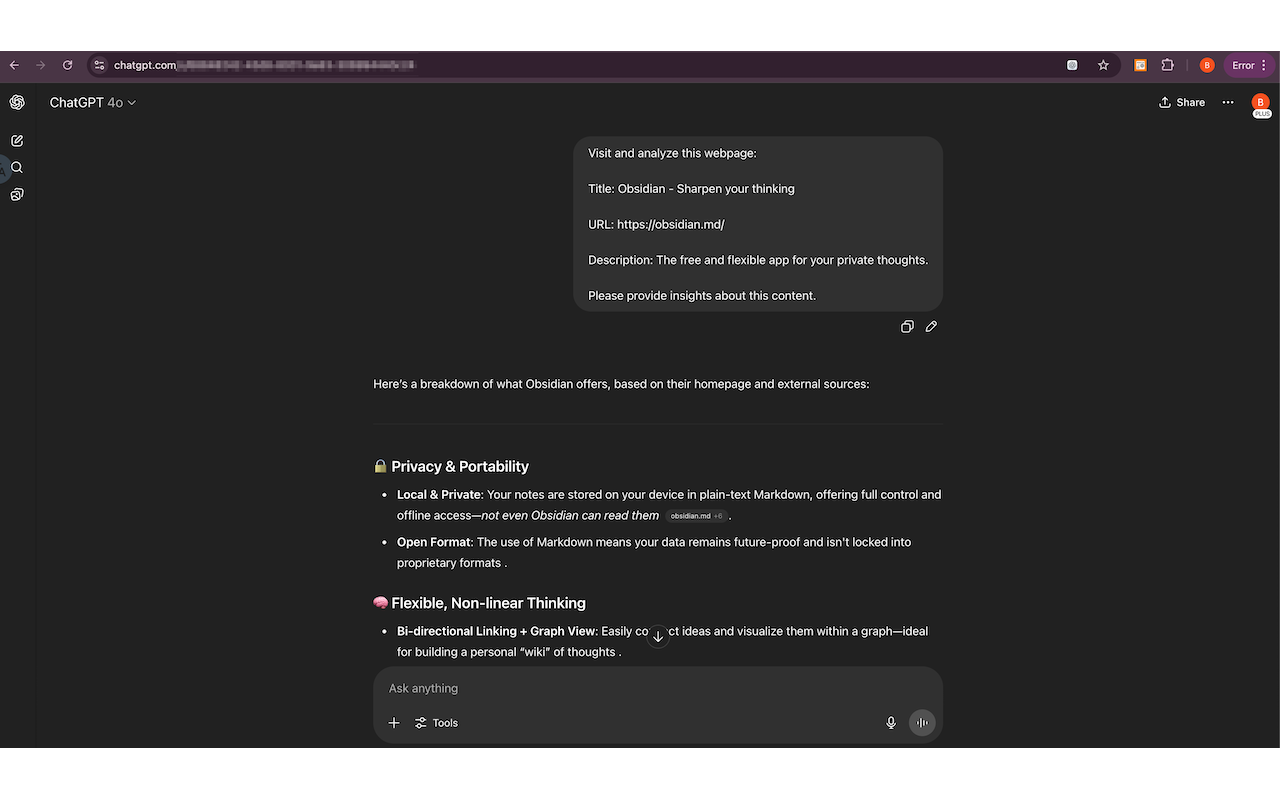 chatgpt.com
Error
ChatGPT 4o
Share
B
B
PLUS
Visit and analyze this webpage:
Title: Obsidian - Sharpen your thinking
URL: https://obsidian.md/
Description: The free and flexible app for your private thoughts.
Please provide insights about this content.
Here's a breakdown of what Obsidian offers, based on their homepage and external sources:
🔒 Privacy & Portability
• Local & Private: Your notes are stored on your device in plain-text Markdown, offering full control and
offline access—not even Obsidian can read them obsidian.md +6 .
• Open Format: The use of Markdown means your data remains future-proof and isn't locked into
proprietary formats .
🧠 Flexible, Non-linear Thinking
• Bi-directional Linking + Graph View: Easily co ct ideas and visualize them within a graph—ideal
for building a personal “wiki” of thoughts .
Ask anything
Tools